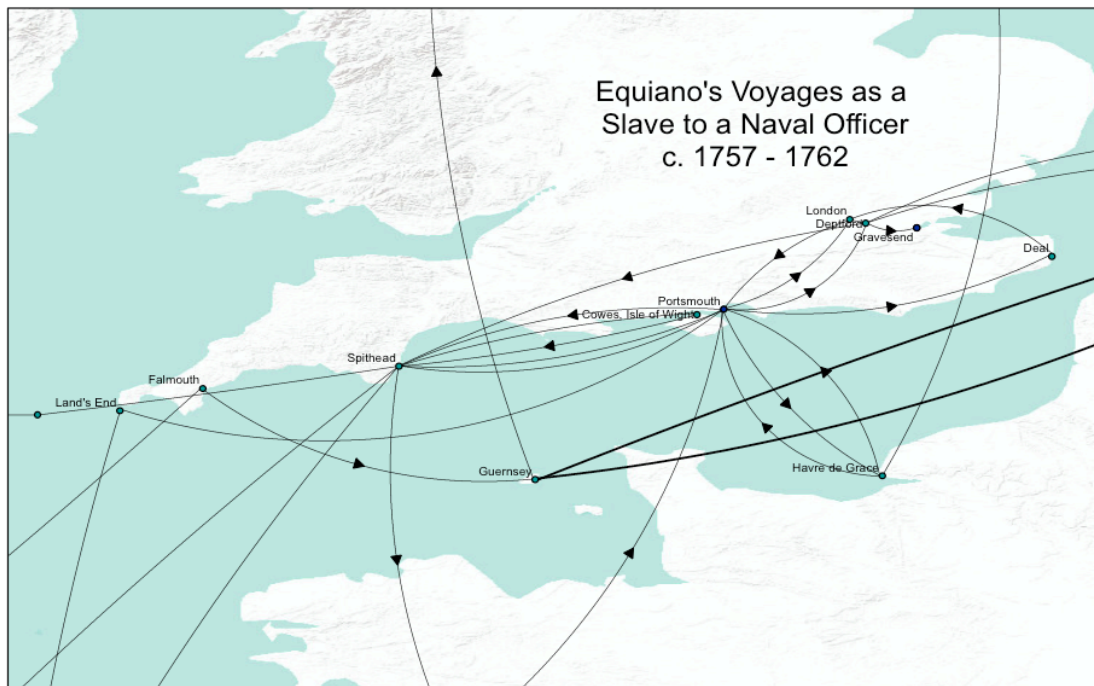 Equiano's Voyages as a
Slave to a Naval Officer
c. 1757 - 1762
London
Deptford
Gravesend
Deal
Portsmouth
Cowes, Isle of Wight
Spithead
Falmouth
Land's End
Guernsey
Havre de Grace